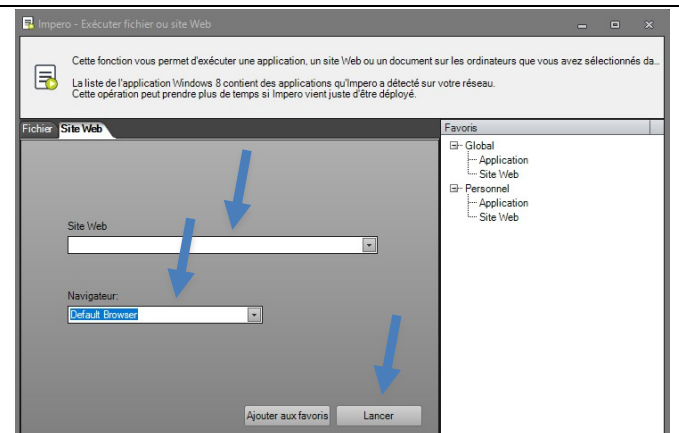 Impero - Exécuter fichier ou site Web
Cette fonction vous permet d'exécuter une application, un site Web ou un document sur les ordinateurs que vous avez sélectionnés da...
La liste de l'application Windows 8 contient des applications qu'Impero a détecté sur votre réseau.
Cette opération peut prendre plus de temps si Impero vient juste d'être déployé.
Fichier Site Web
Favoris
Global
Application
Site Web
Personnel
Application
Site Web
Site Web
Navigateur:
Default Browser
Ajouter aux favoris Lancer